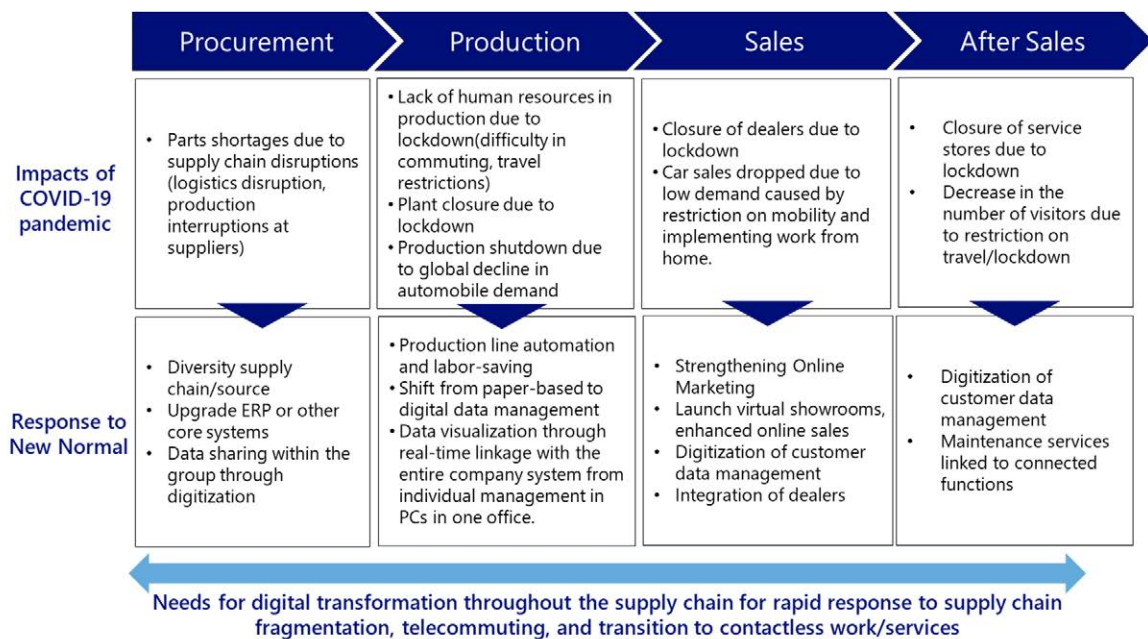 Procurement
Production
Sales
After Sales
Impacts of
COVID-19
pandemic
• Parts shortages due to
supply chain disruptions
(logistics disruption,
production
interruptions at
suppliers)
• Lack of human resources in
production due to
lockdown(difficulty in
commuting, travel
restrictions)
• Plant closure due to
lockdown
• Production shutdown due
to global decline in
automobile demand
• Closure of dealers due to
lockdown
• Car sales dropped due to
low demand caused by
restriction on mobility and
implementing work from
home.
• Closure of service
stores due to
lockdown
• Decrease in the
number of visitors due
to restriction on
travel/lockdown
Response to
New Normal
• Diversity supply
chain/source
• Upgrade ERP or other
core systems
• Data sharing within the
group through
digitization
• Production line automation
and labor-saving
• Shift from paper-based to
digital data management
• Data visualization through
real-time linkage with the
entire company system from
individual management in
PCs in one office.
• Strengthening Online
Marketing
• Launch virtual showrooms,
enhanced online sales
• Digitization of customer
data management
• Integration of dealers
• Digitization of
customer data
management
• Maintenance services
linked to connected
functions
Needs for digital transformation throughout the supply chain for rapid response to supply chain
fragmentation, telecommuting, and transition to contactless work/services